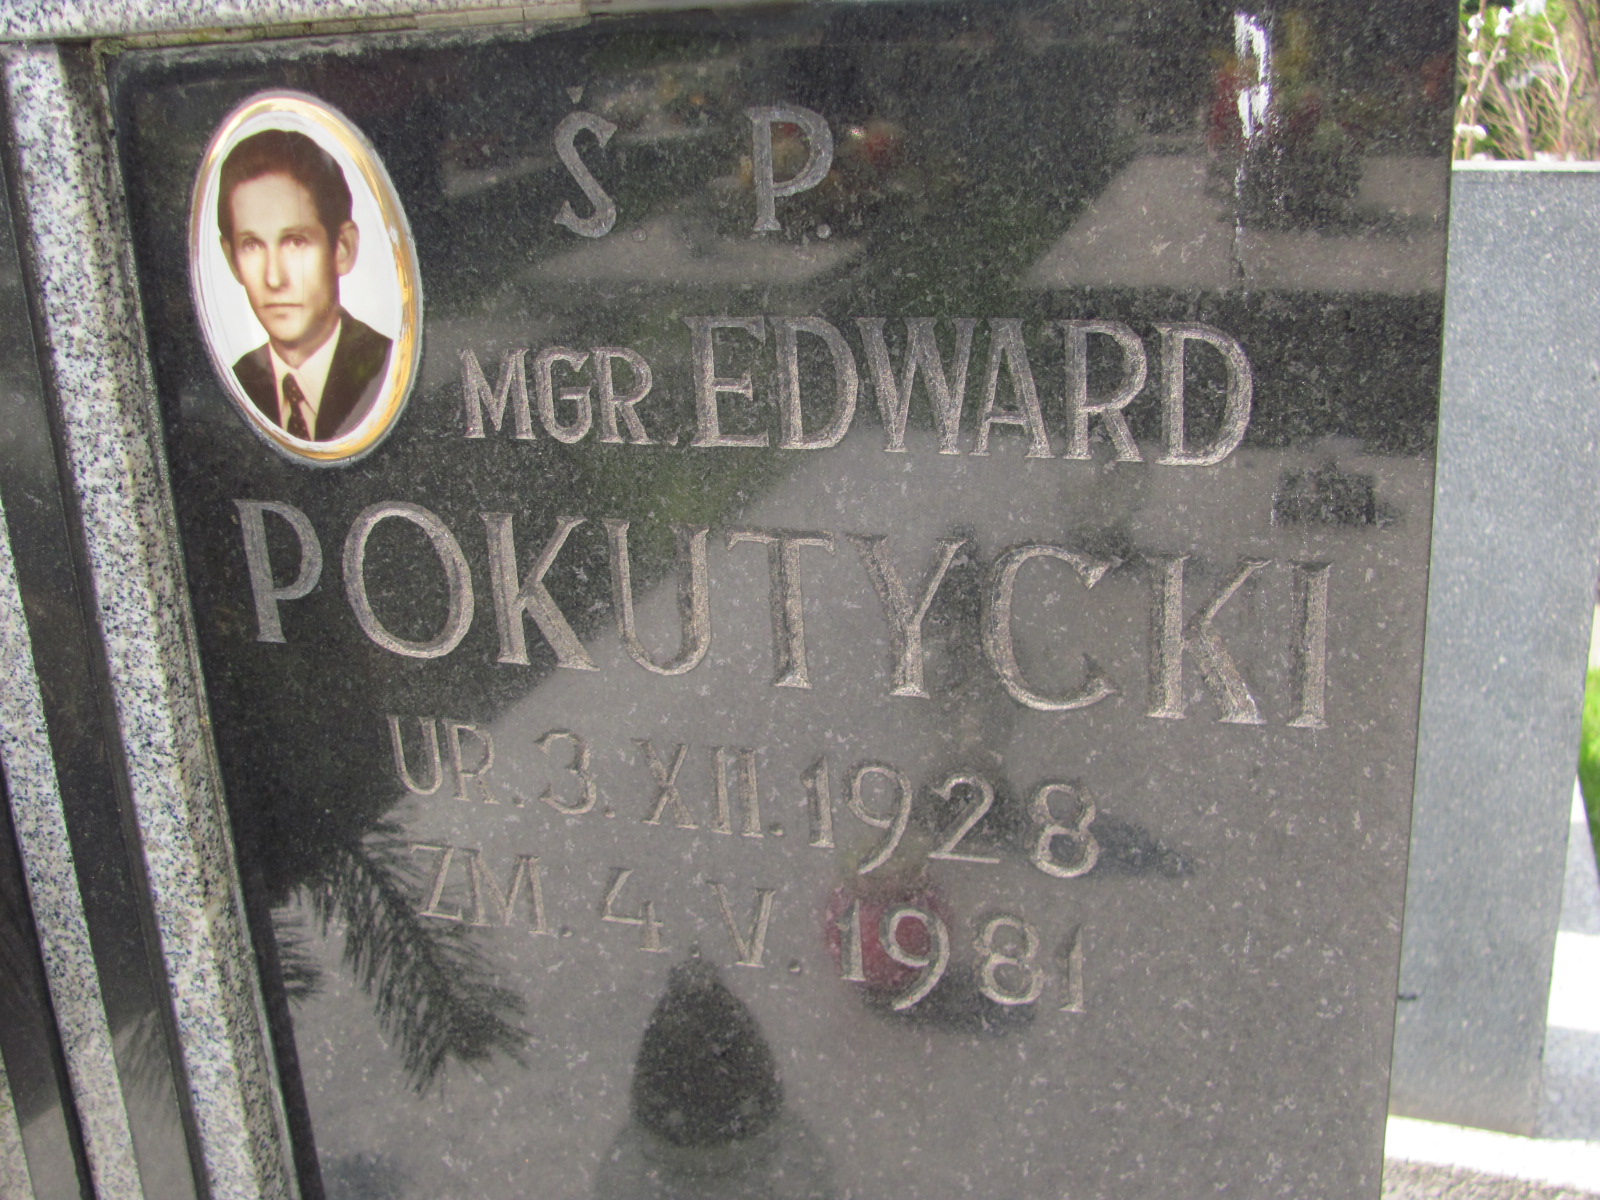 Ś. P.
MGR. EDWARD
POKUTYCKI
UR. 3. XII. 1928
ZM. 4. V. 1981